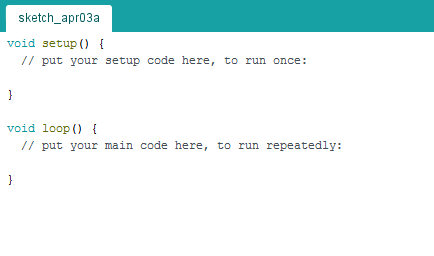 sketch_apr03a
void setup() {
  // put your setup code here, to run once:
}
void loop() {
  // put your main code here, to run repeatedly:
}